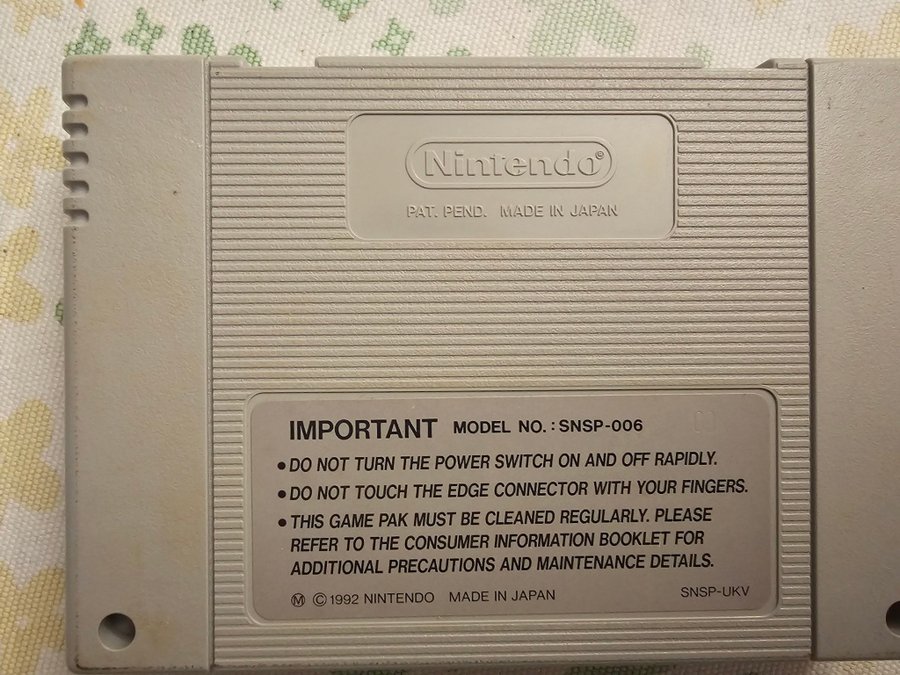 Nintendo®
PAT. PEND. MADE IN JAPAN
IMPORTANT MODEL NO.: SNSP-006
• DO NOT TURN THE POWER SWITCH ON AND OFF RAPIDLY.
• DO NOT TOUCH THE EDGE CONNECTOR WITH YOUR FINGERS.
• THIS GAME PAK MUST BE CLEANED REGULARLY. PLEASE
REFER TO THE CONSUMER INFORMATION BOOKLET FOR
ADDITIONAL PRECAUTIONS AND MAINTENANCE DETAILS.
Ⓜ ©1992 NINTENDO MADE IN JAPAN SNSP-UKV